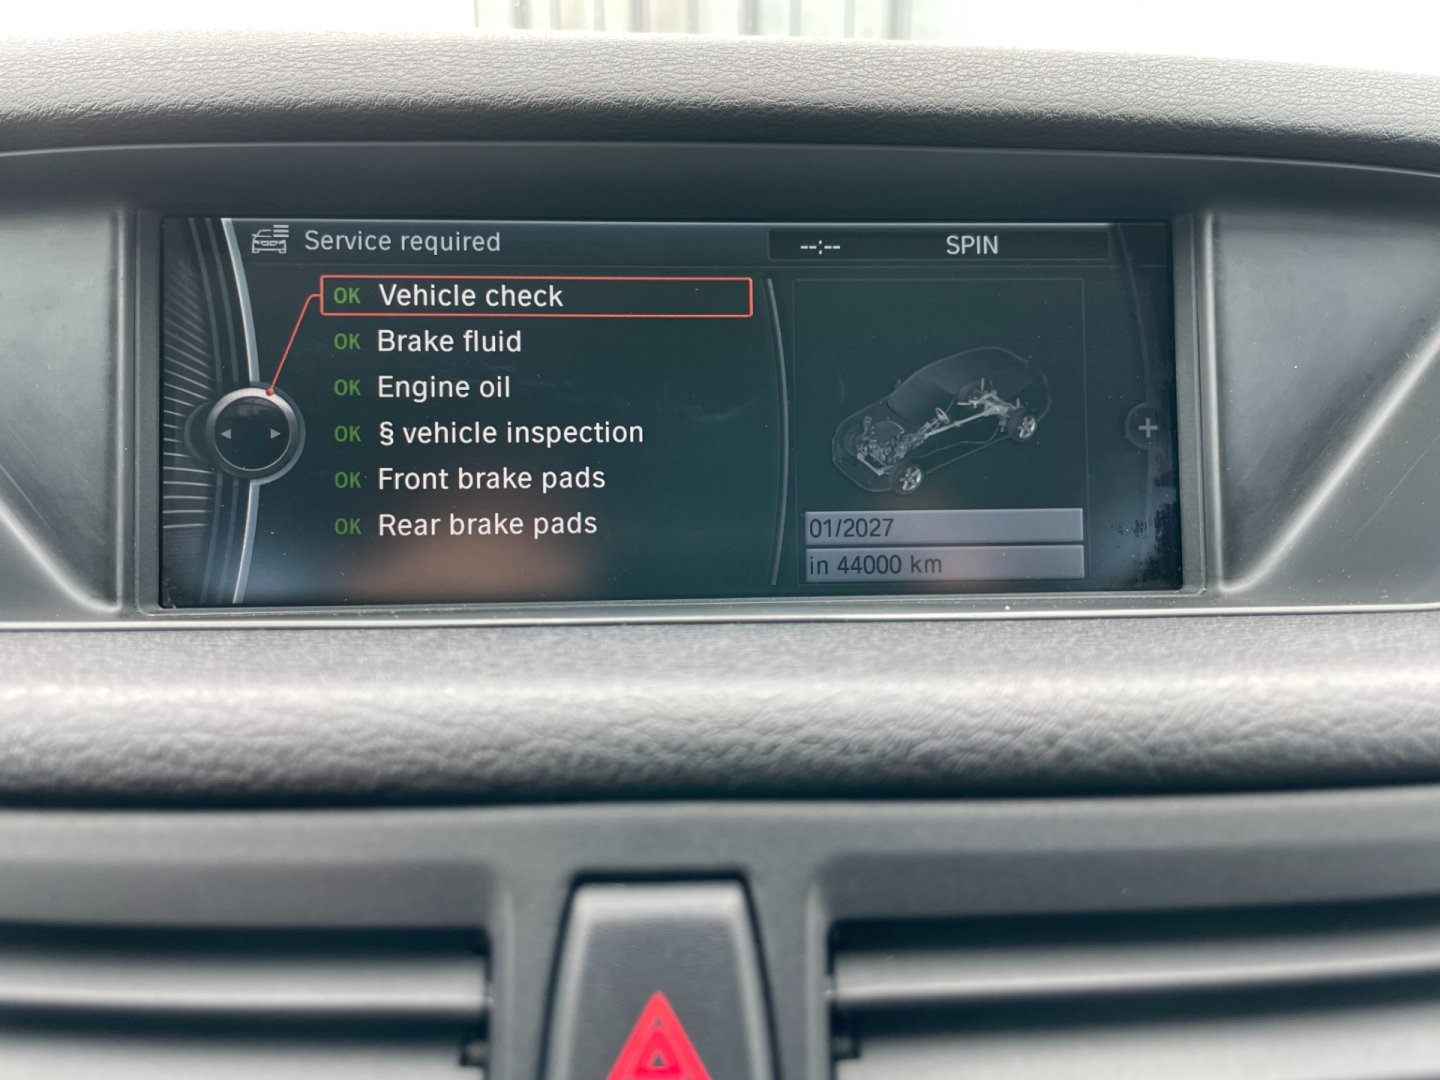 Service required
--:-- SPIN
OK Vehicle check
OK Brake fluid
OK Engine oil
OK § vehicle inspection
OK Front brake pads
OK Rear brake pads
+
01/2027
in 44000 km